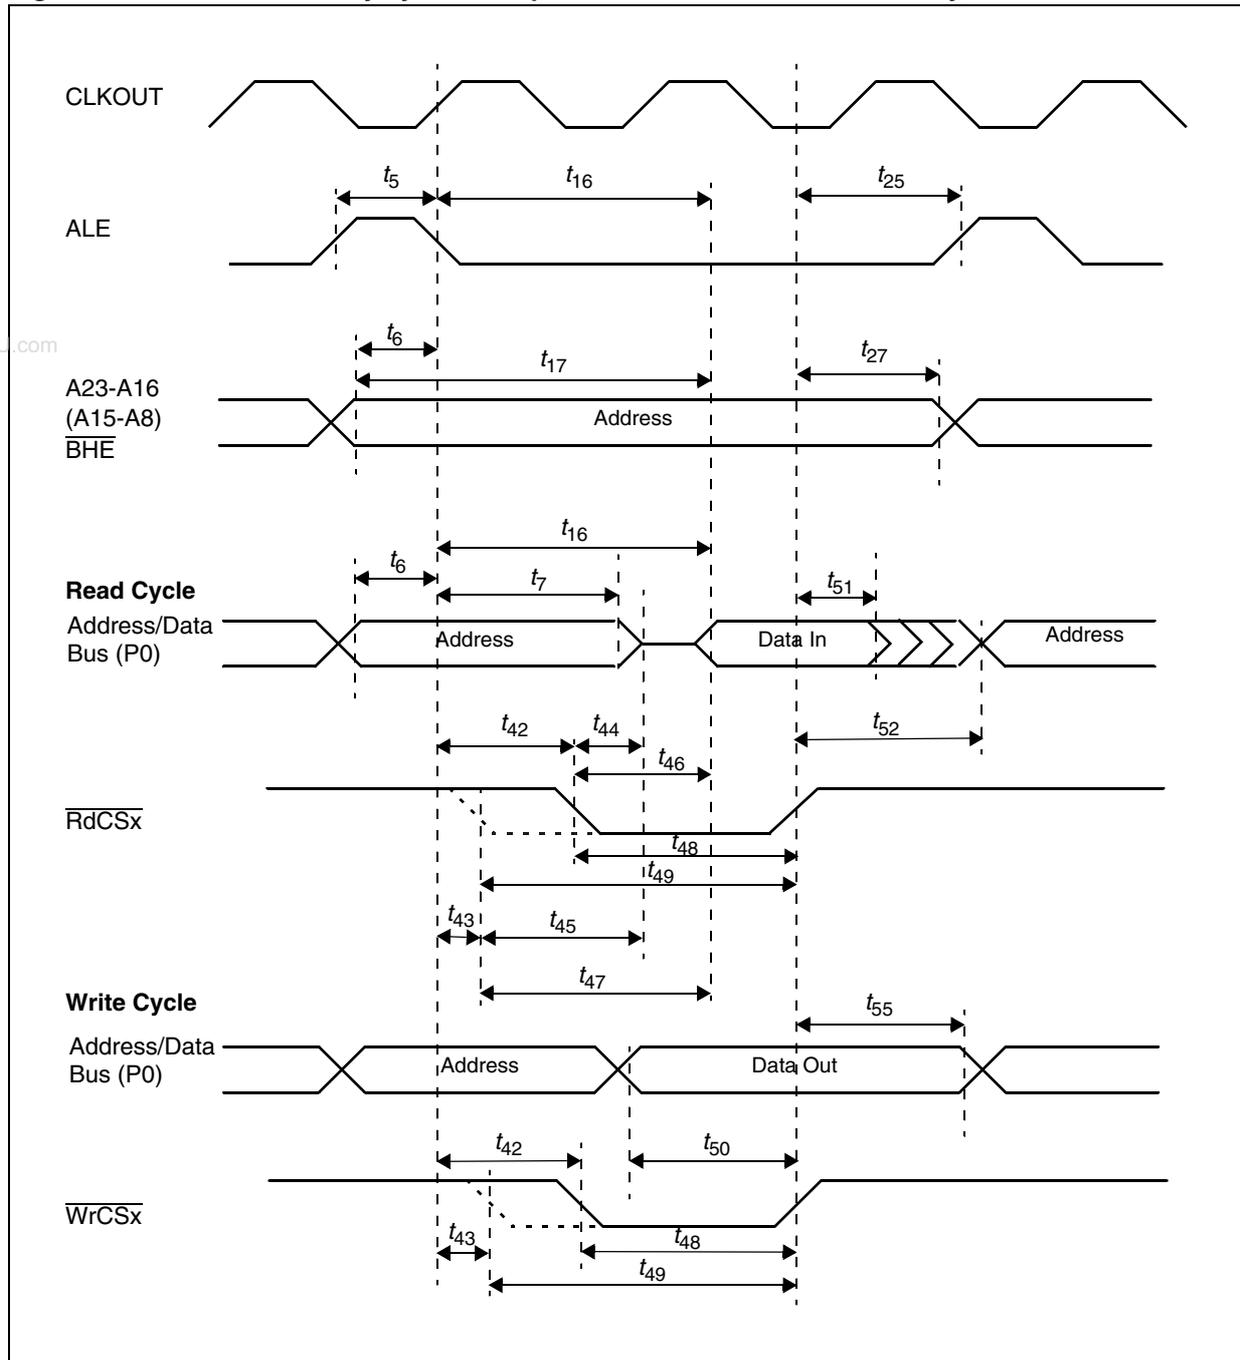 CLKOUT
t5 t16 t25
ALE
t6 t17 t27
J.com
A23-A16
(A15-A8)
BHE
Address
t16
t6 t7 t51
Read Cycle
Address/Data
Bus (P0)
Address Data In Address
t42 t44 t46 t52
RdCSx
t48
t49
t43 t45
t47
Write Cycle
t55
Address/Data
Bus (P0)
Address Data Out
t42 t50
WrCSx
t43 t48
t49